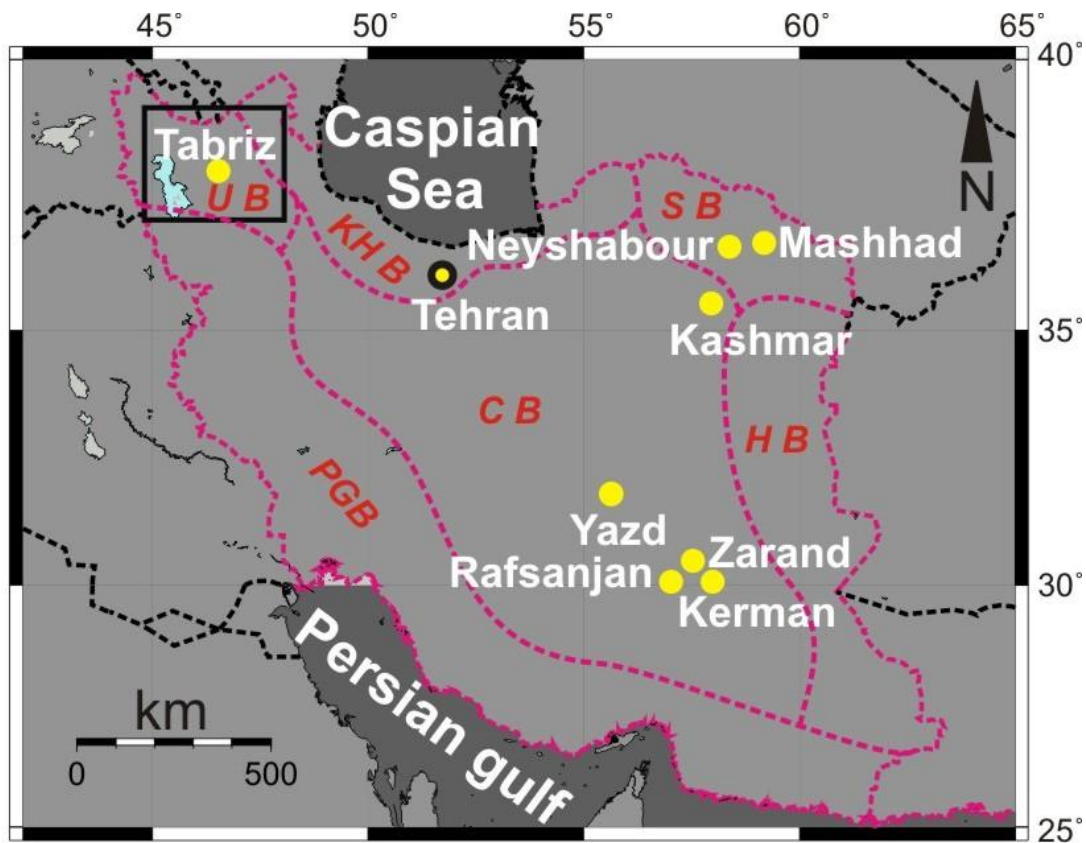 45°
50°
55°
60°
65°
40°
Caspian
Sea
Tabriz
N
U B
S B
KH B
Neyshabour
Mashhad
Tehran
35°
Kashmar
C B
H B
PGB
Yazd
Zarand
Rafsanjan
30°
Kerman
Persian gulf
km
0
500
25°